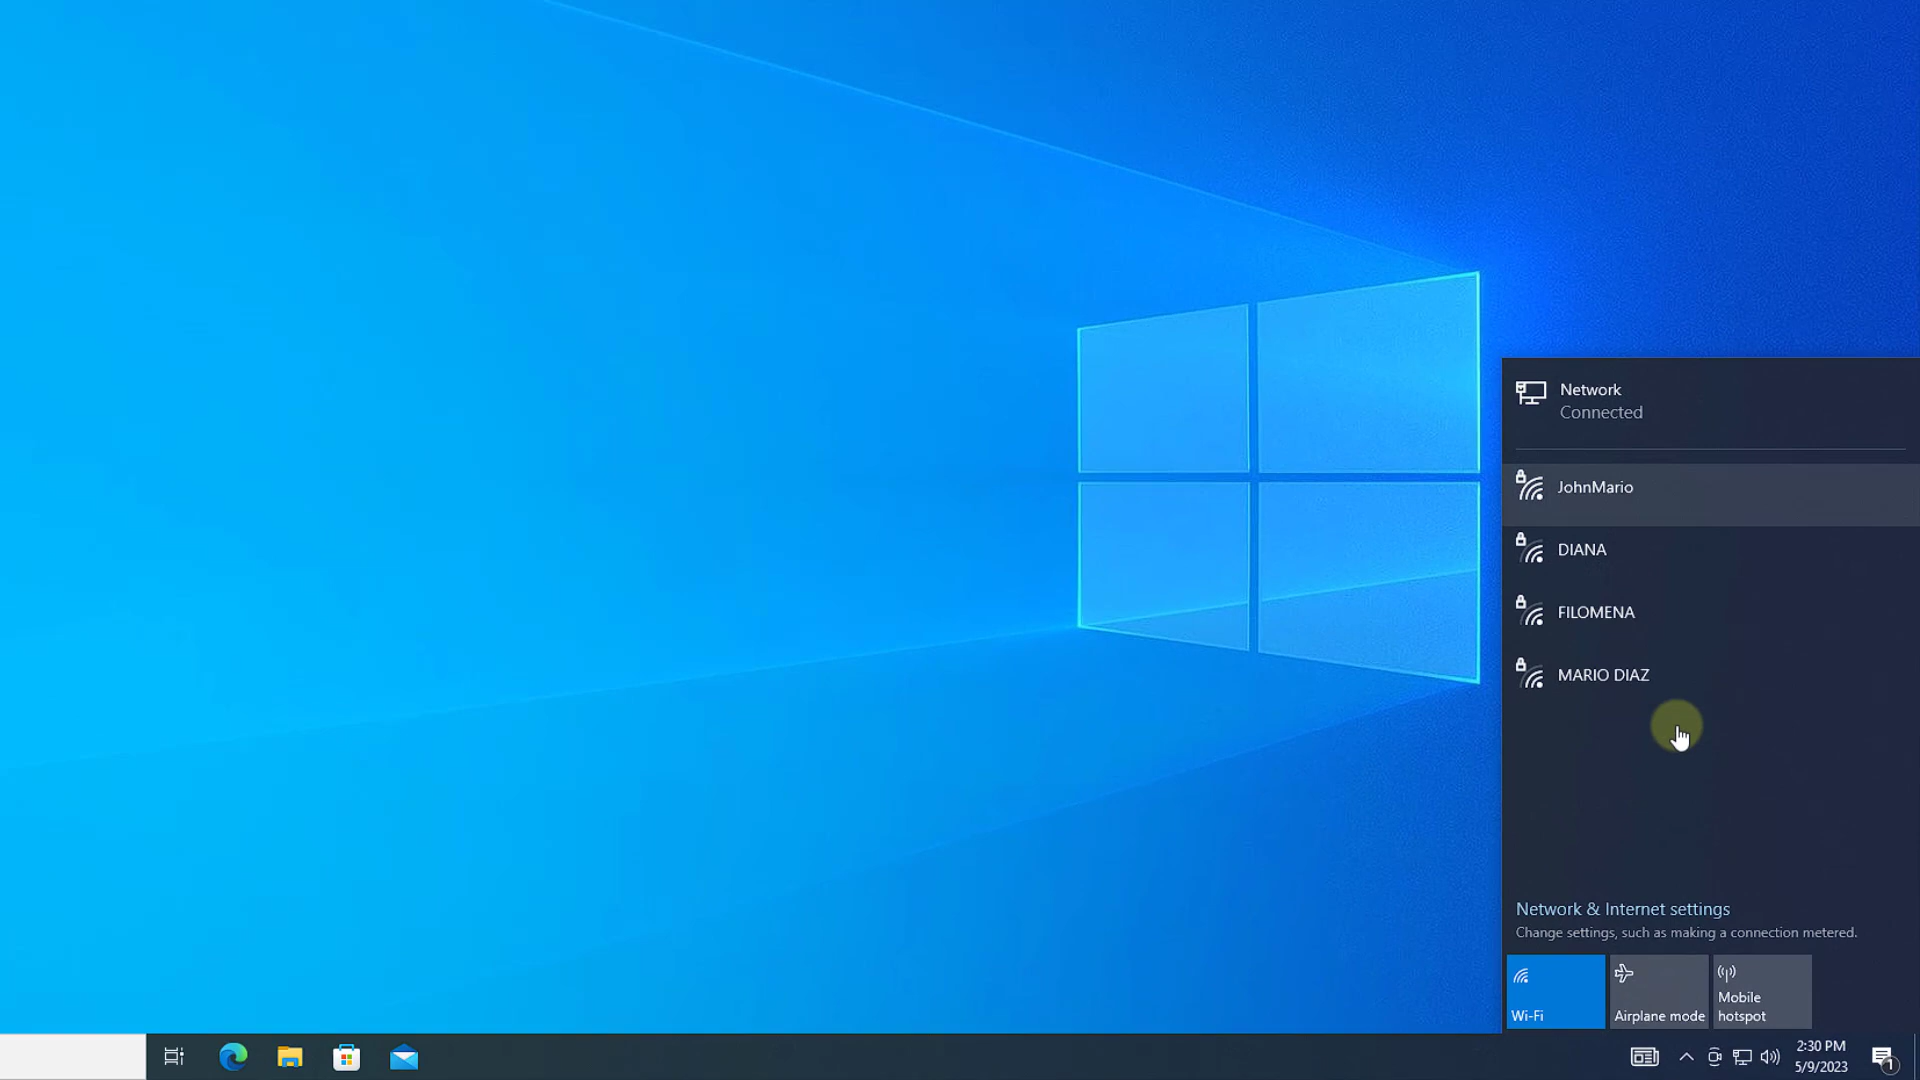 Network
Connected
JohnMario
DIANA
FILOMENA
MARIO DIAZ
Network & Internet settings
Change settings, such as making a connection metered.
Wi-Fi
Airplane mode
Mobile
hotspot
2:30 PM
5/9/2023
1